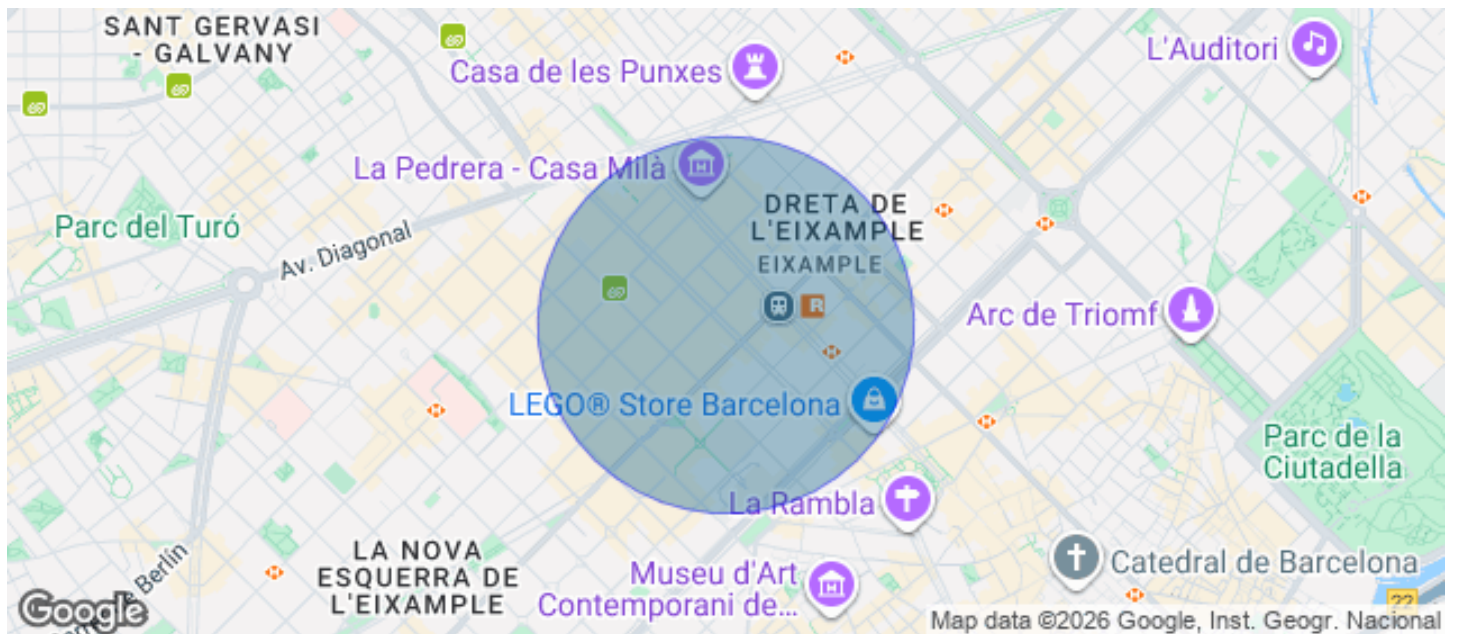 SANT GERVASI
- GALVANY
Casa de les Punxes
L'Auditori
La Pedrera - Casa Milà
DRETA DE
L'EIXAMPLE
EIXAMPLE
Parc del Turó
Av. Diagonal
R
Arc de Triomf
LEGO® Store Barcelona
Parc de la
Ciutadella
La Rambla
LA NOVA
ESQUERRA DE
L'EIXAMPLE
Museu d'Art
Contemporani de...
Catedral de Barcelona
Berlín
22
Google
Map data ©2026 Google, Inst. Geogr. Nacional